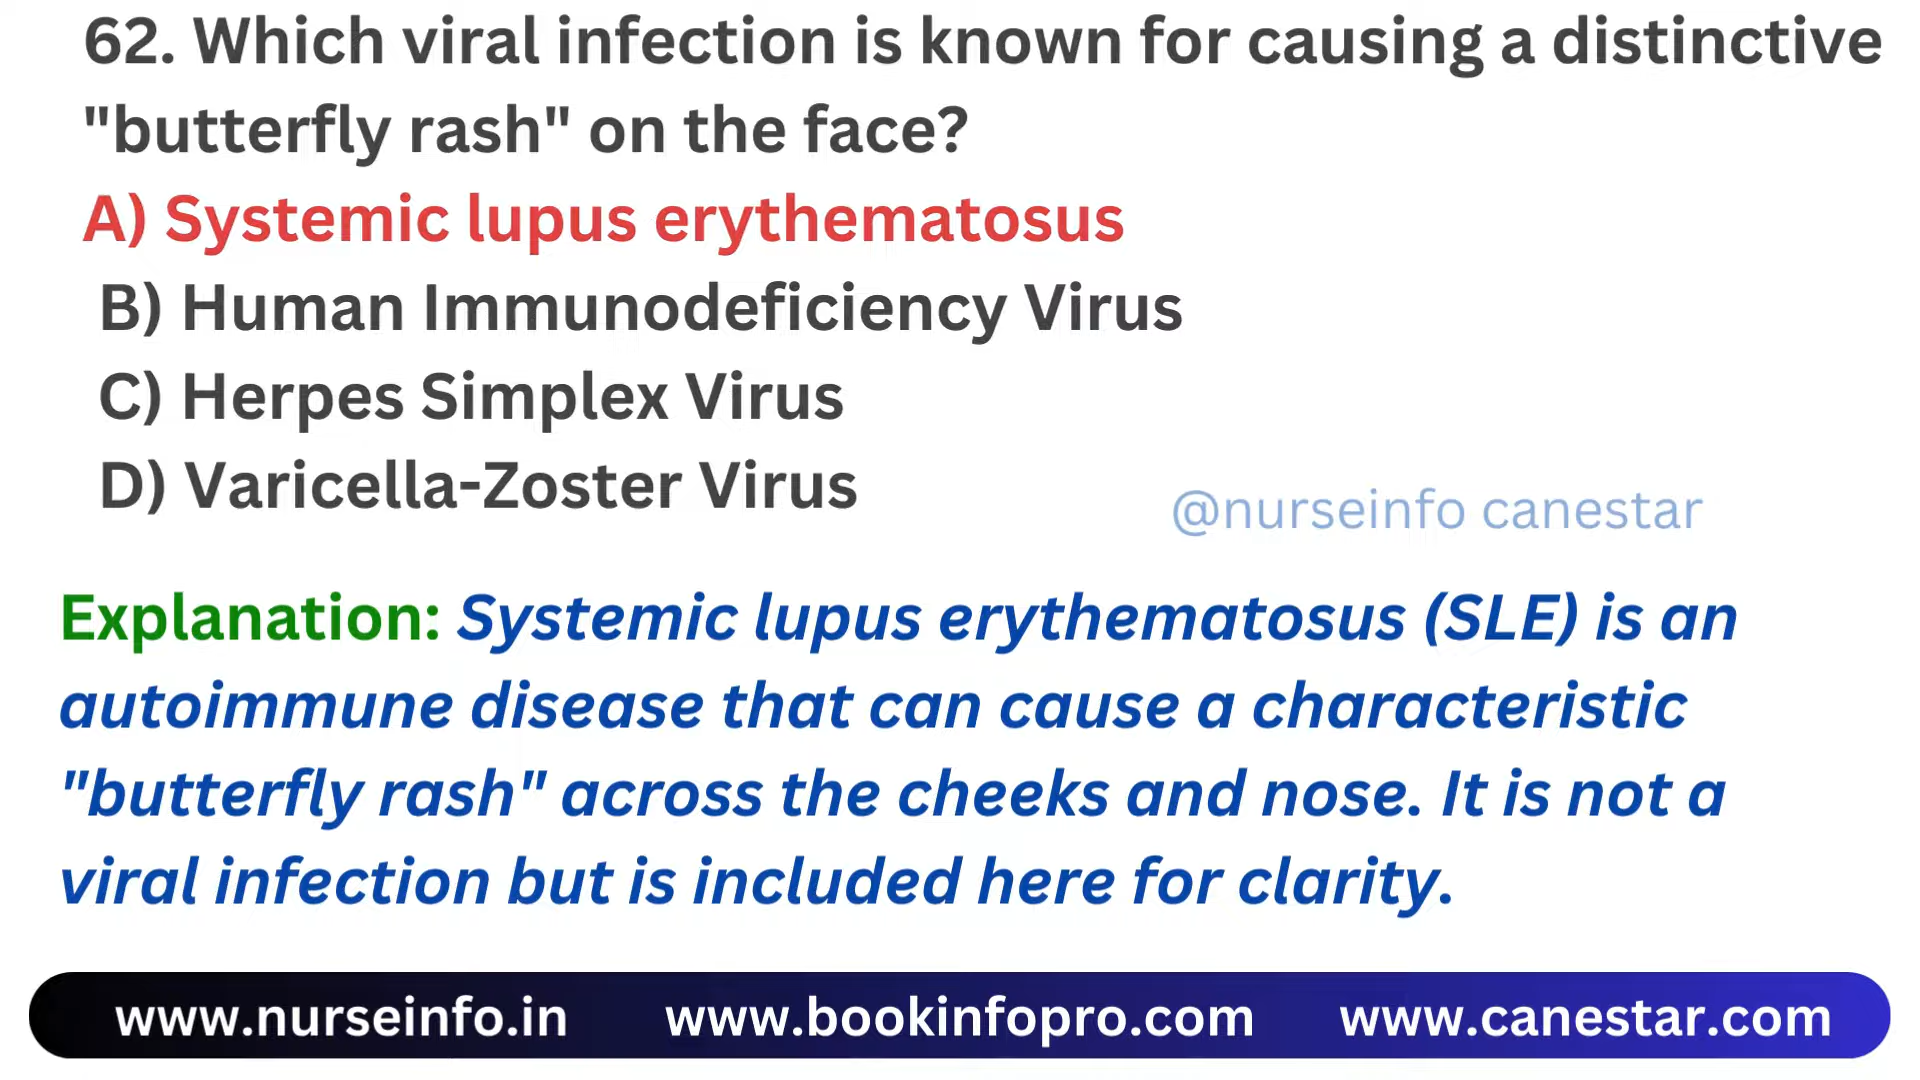 62. Which viral infection is known for causing a distinctive
"butterfly rash" on the face?
A) Systemic lupus erythematosus
B) Human Immunodeficiency Virus
C) Herpes Simplex Virus
D) Varicella-Zoster Virus
@nurseinfo canestar
Explanation: Systemic lupus erythematosus (SLE) is an
autoimmune disease that can cause a characteristic
"butterfly rash" across the cheeks and nose. It is not a
viral infection but is included here for clarity.
www.nurseinfo.in www.bookinfopro.com www.canestar.com